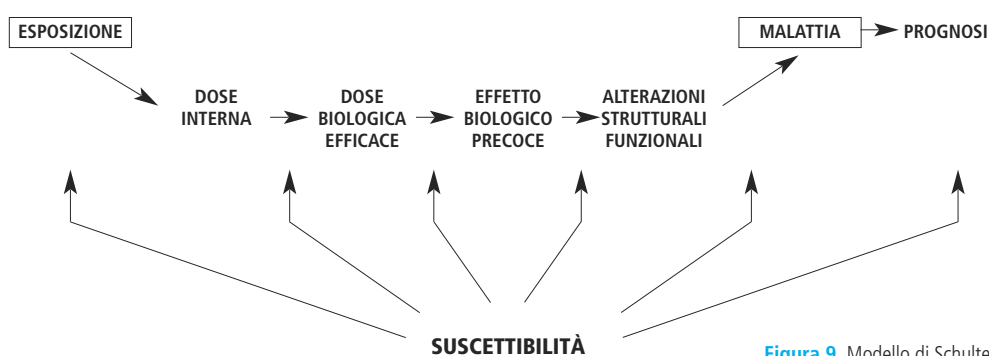 ESPOSIZIONE
MALATTIA
PROGNOSI
DOSE
INTERNA
DOSE
BIOLOGICA
EFFICACE
EFFETTO
BIOLOGICO
PRECOCE
ALTERAZIONI
STRUTTURALI
FUNZIONALI
SUSCETTIBILITÀ
Figura 9 Modello di Schulte